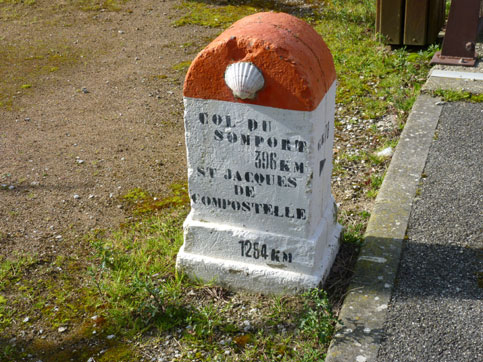 COL DU
SOMPORT
396 KM
ST JACQUES
DE
COMPOSTELLE
1264 KM